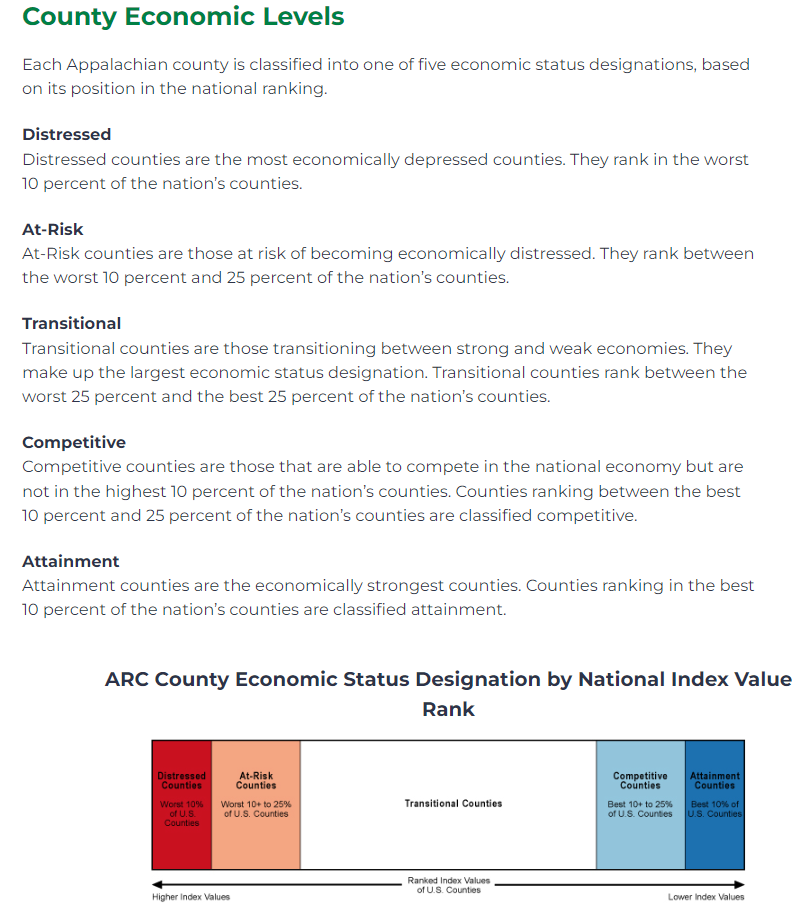 County Economic Levels
Each Appalachian county is classified into one of five economic status designations, based
on its position in the national ranking.
Distressed
Distressed counties are the most economically depressed counties. They rank in the worst
10 percent of the nation's counties.
At-Risk
At-Risk counties are those at risk of becoming economically distressed. They rank between
the worst 10 percent and 25 percent of the nation's counties.
Transitional
Transitional counties are those transitioning between strong and weak economies. They
make up the largest economic status designation. Transitional counties rank between the
worst 25 percent and the best 25 percent of the nation's counties.
Competitive
Competitive counties are those that are able to compete in the national economy but are
not in the highest 10 percent of the nation's counties. Counties ranking between the best
10 percent and 25 percent of the nation's counties are classified competitive.
Attainment
Attainment counties are the economically strongest counties. Counties ranking in the best
10 percent of the nation's counties are classified attainment.
ARC County Economic Status Designation by National Index Value
Rank
Distressed
Counties
Worst 10%
of U.S.
Counties
At-Risk
Counties
Worst 10+ to 25%
of U.S. Counties
Transitional Counties
Competitive
Counties
Best 10+ to 25%
of U.S. Counties
Attainment
Counties
Best 10% of
U.S. Counties
Ranked Index Values
of U.S. Counties
Higher Index Values
Lower Index Values